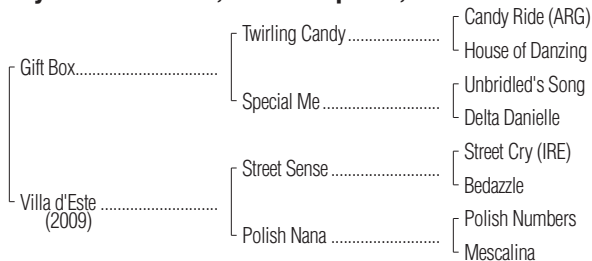 Candy Ride (ARG)
Twirling Candy....................
House of Danzing
Gift Box..............................
Unbridled's Song
Special Me.........................
Delta Danielle
Street Cry (IRE)
Street Sense.......................
Bedazzle
Villa d'Este.........................
(2009)
Polish Numbers
Polish Nana.......................
Mescalina